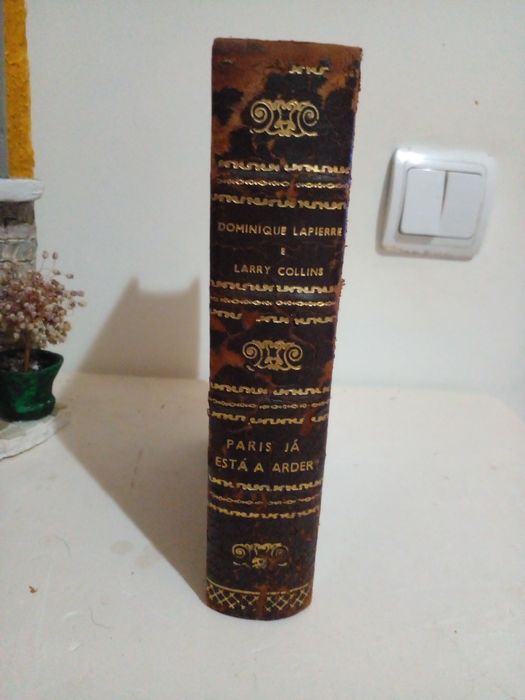 DOMINIQUE LAPIERRE
E
LARRY COLLINS
PARIS JÁ
ESTÁ A ARDER